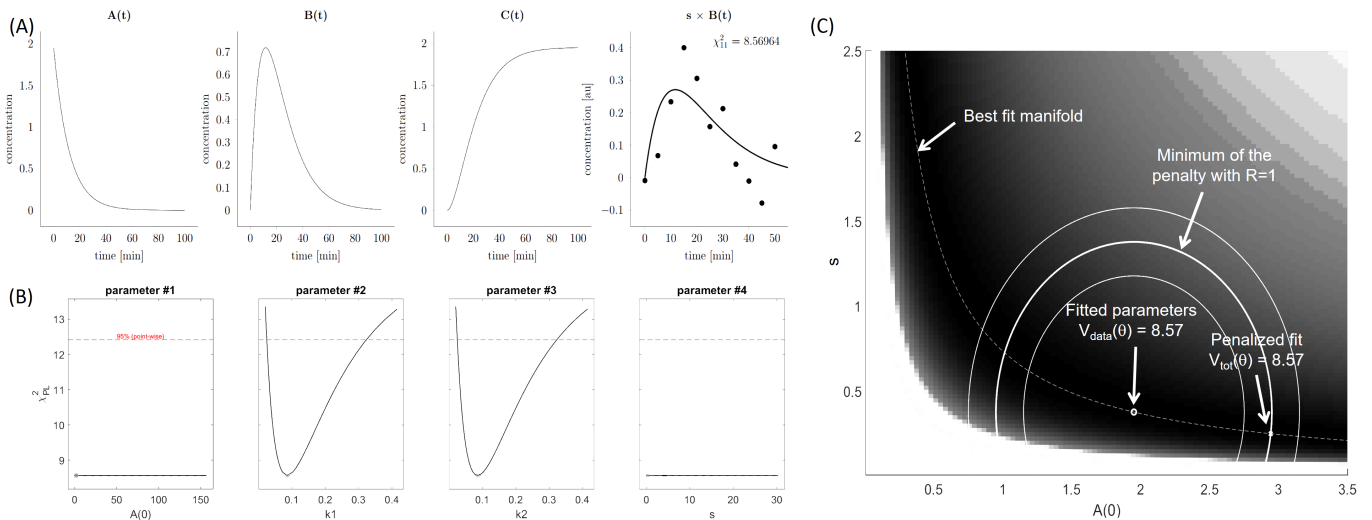 (A)
A(t)
concentration
2
1.5
1
0.5
0
0 20 40 60 80 100
time [min]
B(t)
concentration
0.7
0.6
0.5
0.4
0.3
0.2
0.1
0
0 20 40 60 80 100
time [min]
C(t)
concentration
2
1.5
1
0.5
0
0 20 40 60 80 100
time [min]
s × B(t)
χ²₁₁ = 8.56964
concentration [au]
0.4
0.3
0.2
0.1
0
−0.1
0 10 20 30 40 50
time [min]
(B)
parameter #1
95% (point-wise)
χ²PL
13
12
11
10
9
8
0 50 100 150
A(0)
parameter #2
0.1 0.2 0.3 0.4
k1
parameter #3
0.1 0.2 0.3 0.4
k2
parameter #4
0 10 20 30
s
(C)
2.5
2
1.5
1
0.5
s
Best fit manifold
Minimum of the
penalty with R=1
Fitted parameters
Vdata(θ) = 8.57
Penalized fit
Vtot(θ) = 8.57
0.5 1 1.5 2 2.5 3 3.5
A(0)